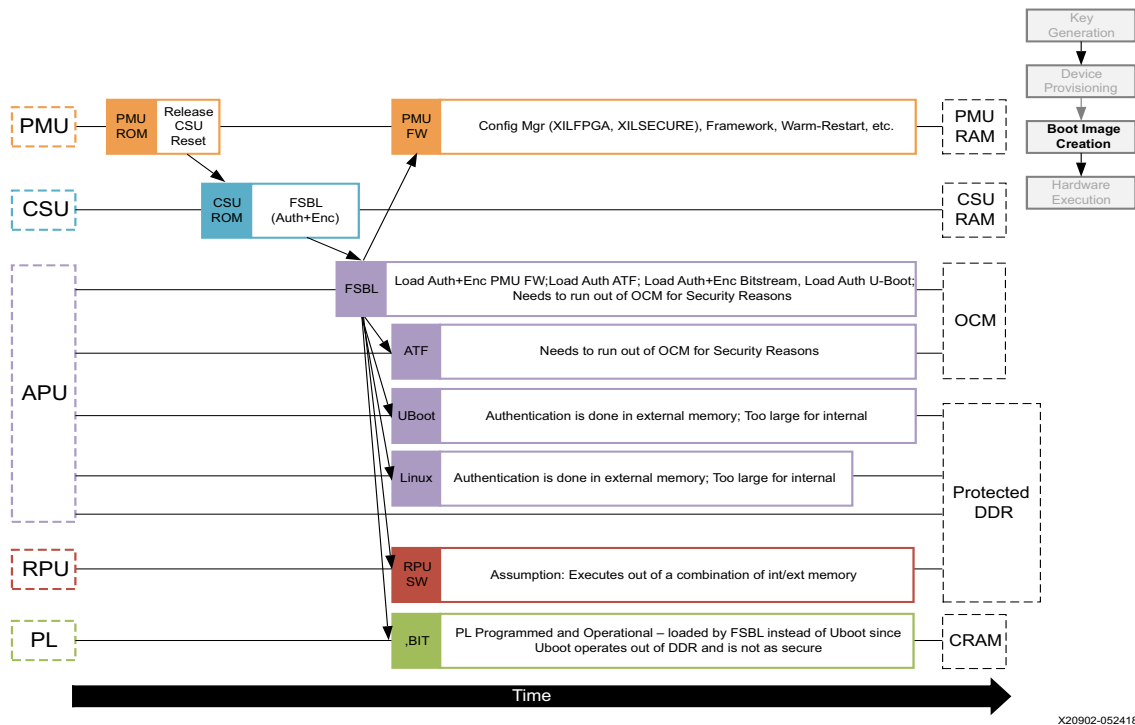 Key
Generation
Device
Provisioning
Boot Image
Creation
Hardware
Execution
PMU
PMU
ROM
Release
CSU
Reset
PMU
FW
Config Mgr (XILFPGA, XILSECURE), Framework, Warm-Restart, etc.
PMU
RAM
CSU
CSU
ROM
FSBL
(Auth+Enc)
CSU
RAM
APU
FSBL
Load Auth+Enc PMU FW;Load Auth ATF; Load Auth+Enc Bitstream, Load Auth U-Boot;
Needs to run out of OCM for Security Reasons
OCM
ATF
Needs to run out of OCM for Security Reasons
UBoot
Authentication is done in external memory; Too large for internal
Linux
Authentication is done in external memory; Too large for internal
Protected
DDR
RPU
RPU
SW
Assumption: Executes out of a combination of int/ext memory
PL
,BIT
PL Programmed and Operational – loaded by FSBL instead of Uboot since
Uboot operates out of DDR and is not as secure
CRAM
Time
X20902-052418